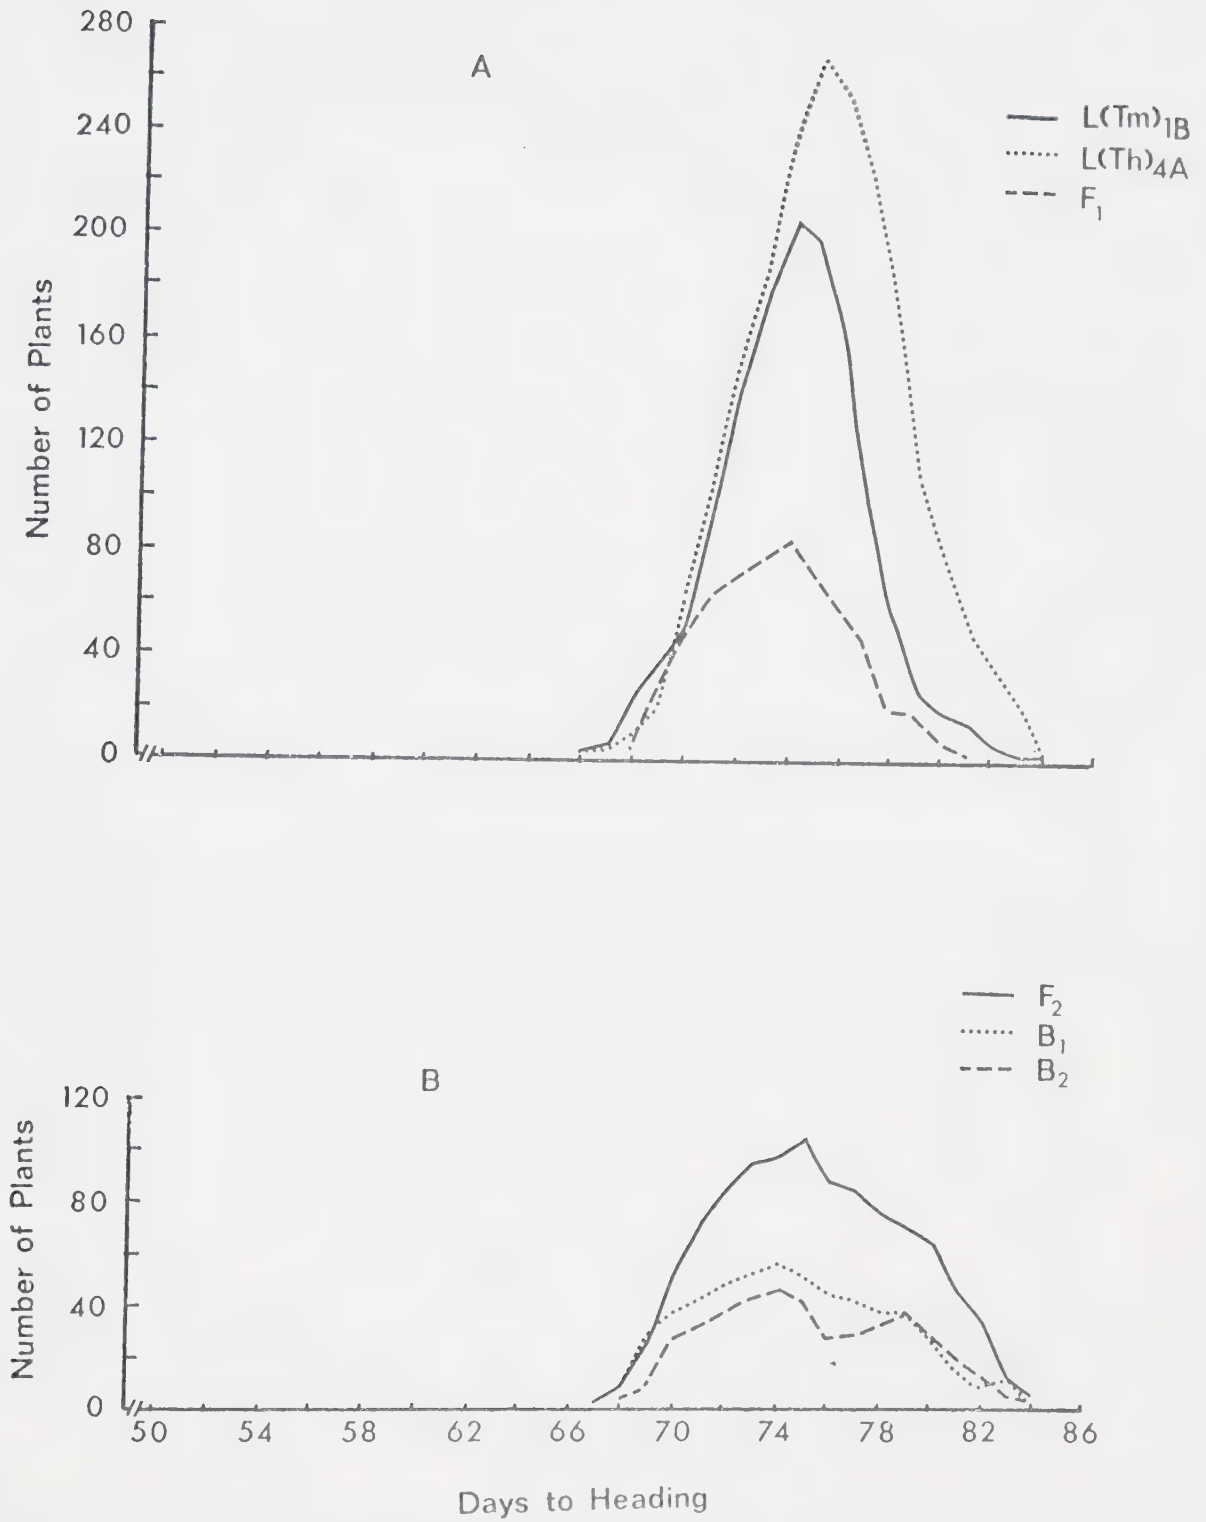 A
280
240
200
160
120
80
40
0
Number of Plants
L(Tm)1B
L(Th)4A
F1
B
120
80
40
0
Number of Plants
F2
B1
B2
50 54 58 62 66 70 74 78 82 86
Days to Heading